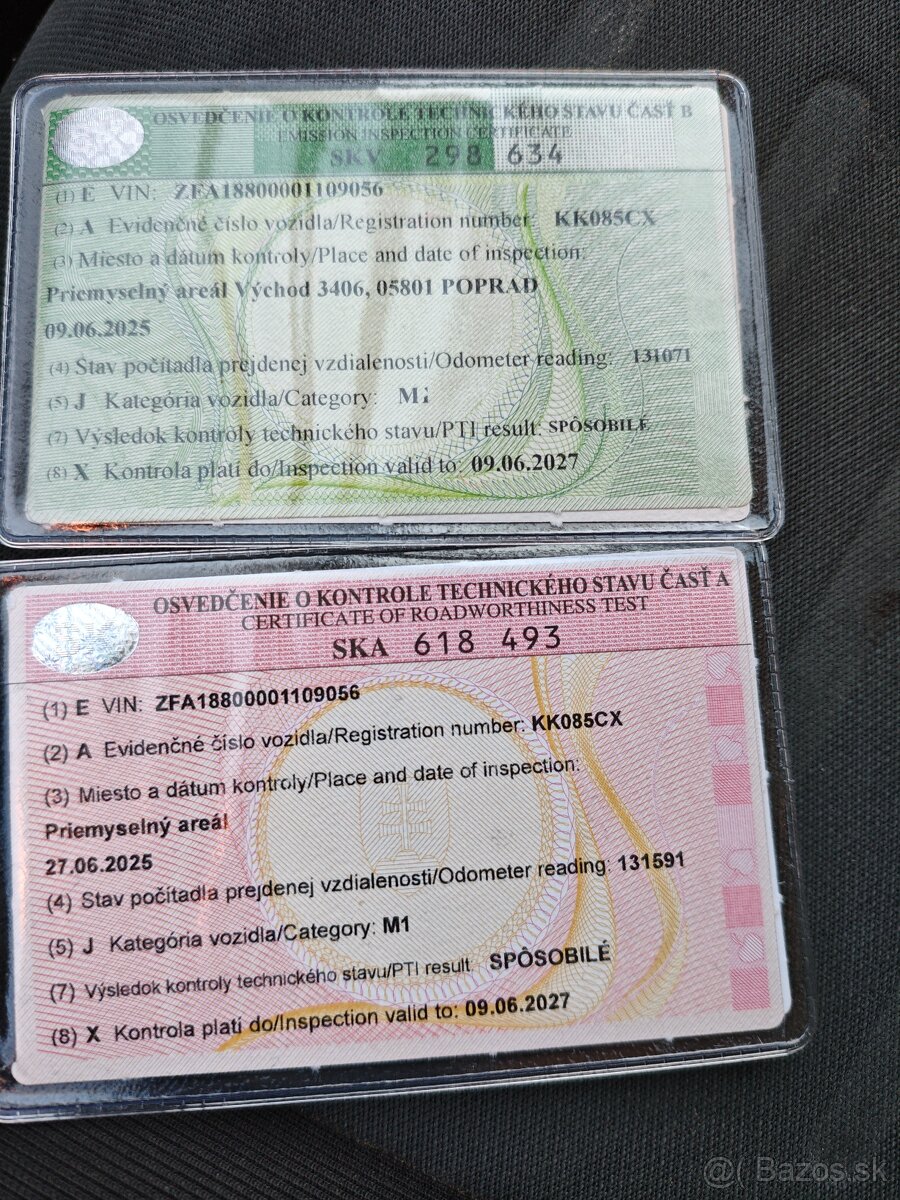 OSVEDČENIE O KONTROLE TECHNICKÉHO STAVU ČASŤ B
EMISSION INSPECTION CERTIFICATE
SKV 298 634
(1) E VIN: ZFA18800001109056
(2) A Evidenčné číslo vozidla/Registration number: KK085CX
(3) Miesto a dátum kontroly/Place and date of inspection:
Priemyselný areál Východ 3406, 05801 POPRAD
09.06.2025
(4) Stav počítadla prejdenej vzdialenosti/Odometer reading: 131071
(5) J Kategória vozidla/Category: M1
(7) Výsledok kontroly technického stavu/PTI result: SPÔSOBILÉ
(8) X Kontrola platí do/Inspection valid to: 09.06.2027
OSVEDČENIE O KONTROLE TECHNICKÉHO STAVU ČASŤ A
CERTIFICATE OF ROADWORTHINESS TEST
SKA 618 493
(1) E VIN: ZFA18800001109056
(2) A Evidenčné číslo vozidla/Registration number: KK085CX
(3) Miesto a dátum kontroly/Place and date of inspection:
Priemyselný areál
27.06.2025
(4) Stav počítadla prejdenej vzdialenosti/Odometer reading: 131591
(5) J Kategória vozidla/Category: M1
(7) Výsledok kontroly technického stavu/PTI result: SPÔSOBILÉ
(8) X Kontrola platí do/Inspection valid to: 09.06.2027
@( Bazos.sk